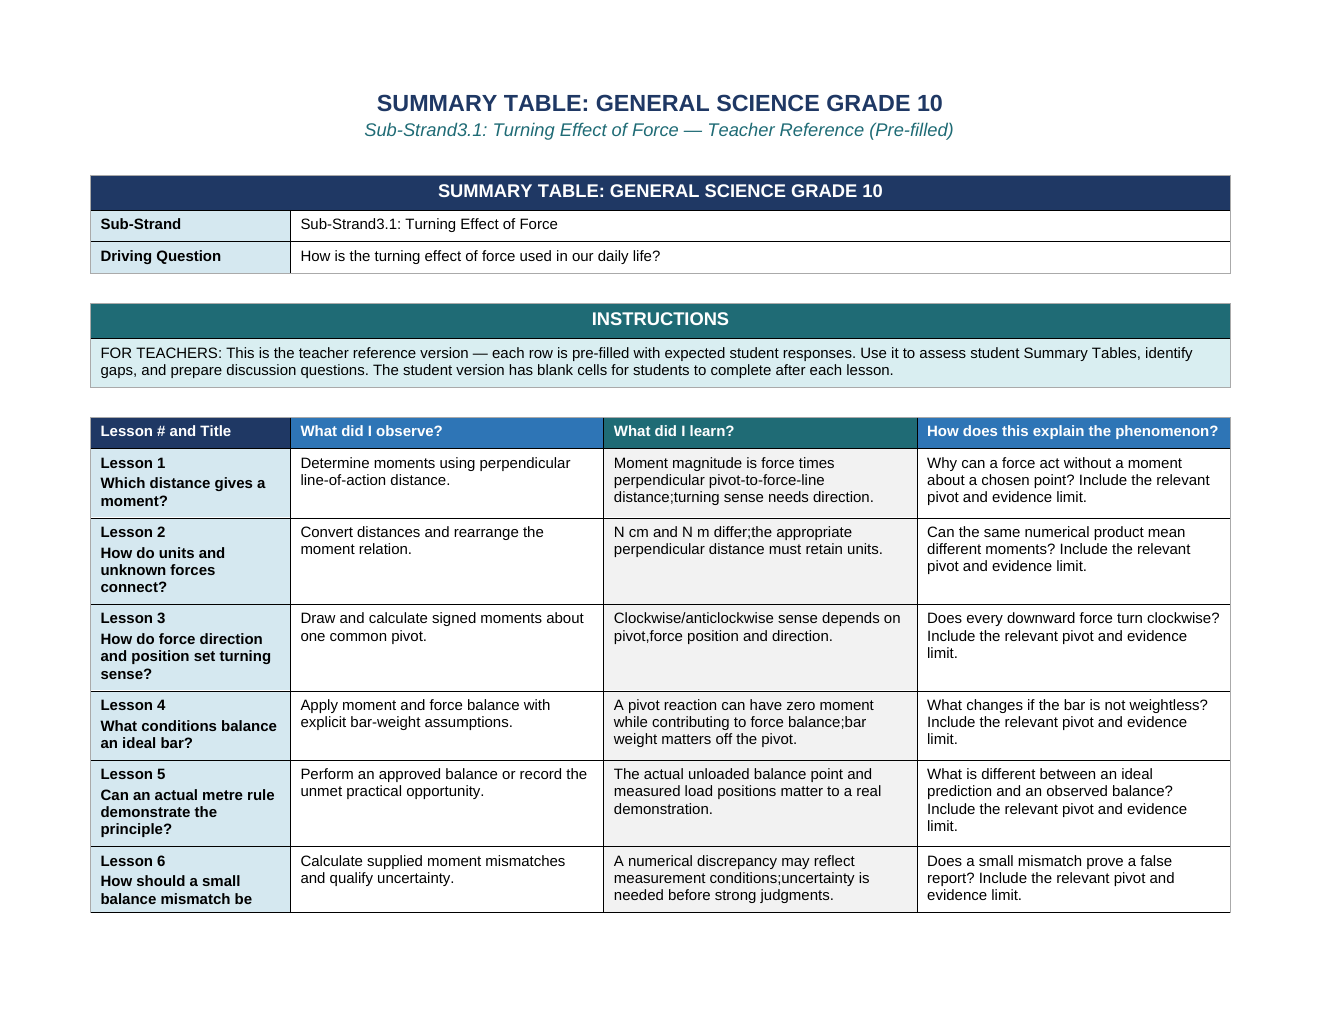 SUMMARY TABLE: GENERAL SCIENCE GRADE 10
Sub-Strand3.1: Turning Effect of Force — Teacher Reference (Pre-filled)
SUMMARY TABLE: GENERAL SCIENCE GRADE 10
Sub-Strand
Sub-Strand3.1: Turning Effect of Force
Driving Question
How is the turning effect of force used in our daily life?
INSTRUCTIONS
FOR TEACHERS: This is the teacher reference version — each row is pre-filled with expected student responses. Use it to assess student Summary Tables, identify
gaps, and prepare discussion questions. The student version has blank cells for students to complete after each lesson.
Lesson # and Title
What did I observe?
What did I learn?
How does this explain the phenomenon?
Lesson 1
Which distance gives a
moment?
Determine moments using perpendicular
line-of-action distance.
Moment magnitude is force times
perpendicular pivot-to-force-line
distance;turning sense needs direction.
Why can a force act without a moment
about a chosen point? Include the relevant
pivot and evidence limit.
Lesson 2
How do units and
unknown forces
connect?
Convert distances and rearrange the
moment relation.
N cm and N m differ;the appropriate
perpendicular distance must retain units.
Can the same numerical product mean
different moments? Include the relevant
pivot and evidence limit.
Lesson 3
How do force direction
and position set turning
sense?
Draw and calculate signed moments about
one common pivot.
Clockwise/anticlockwise sense depends on
pivot,force position and direction.
Does every downward force turn clockwise?
Include the relevant pivot and evidence
limit.
Lesson 4
What conditions balance
an ideal bar?
Apply moment and force balance with
explicit bar-weight assumptions.
A pivot reaction can have zero moment
while contributing to force balance;bar
weight matters off the pivot.
What changes if the bar is not weightless?
Include the relevant pivot and evidence
limit.
Lesson 5
Can an actual metre rule
demonstrate the
principle?
Perform an approved balance or record the
unmet practical opportunity.
The actual unloaded balance point and
measured load positions matter to a real
demonstration.
What is different between an ideal
prediction and an observed balance?
Include the relevant pivot and evidence
limit.
Lesson 6
How should a small
balance mismatch be
Calculate supplied moment mismatches
and qualify uncertainty.
A numerical discrepancy may reflect
measurement conditions;uncertainty is
needed before strong judgments.
Does a small mismatch prove a false
report? Include the relevant pivot and
evidence limit.